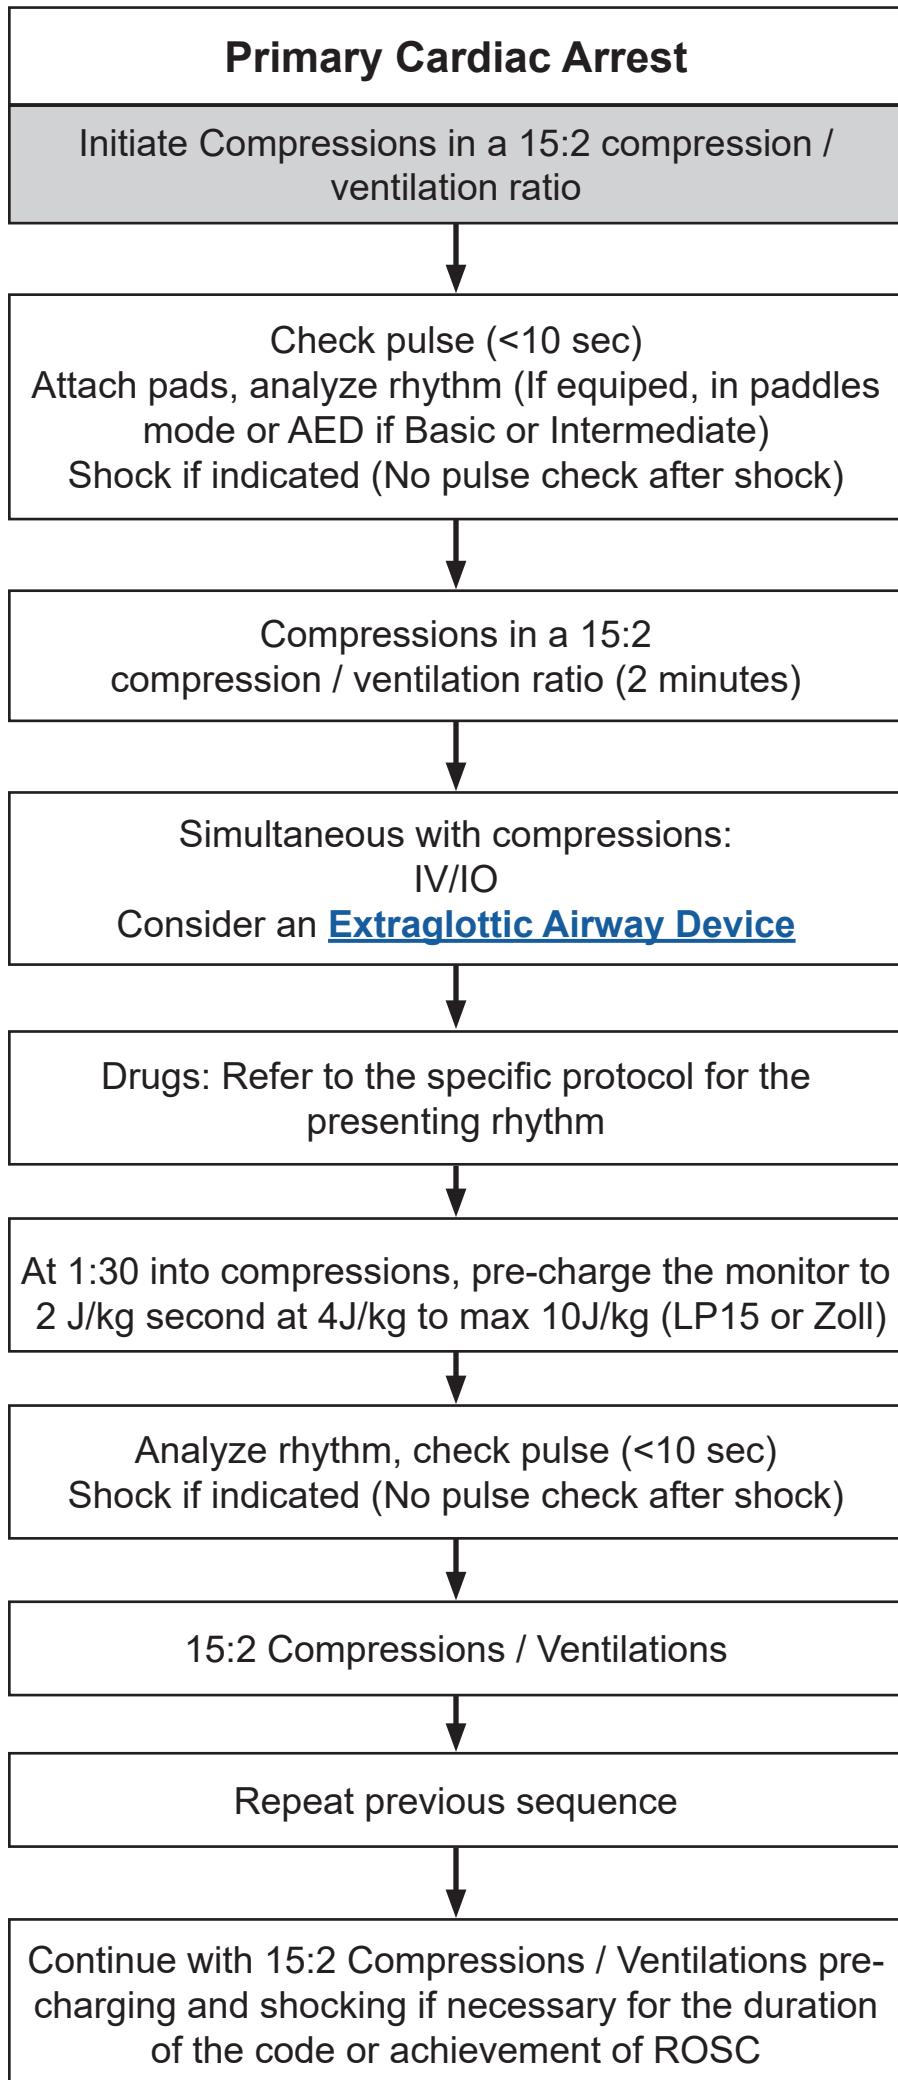 Primary Cardiac Arrest
Initiate Compressions in a 15:2 compression /
ventilation ratio
Check pulse (<10 sec)
Attach pads, analyze rhythm (If equiped, in paddles
mode or AED if Basic or Intermediate)
Shock if indicated (No pulse check after shock)
Compressions in a 15:2
compression / ventilation ratio (2 minutes)
Simultaneous with compressions:
IV/IO
Consider an Extraglottic Airway Device
Drugs: Refer to the specific protocol for the
presenting rhythm
At 1:30 into compressions, pre-charge the monitor to
2 J/kg second at 4J/kg to max 10J/kg (LP15 or Zoll)
Analyze rhythm, check pulse (<10 sec)
Shock if indicated (No pulse check after shock)
15:2 Compressions / Ventilations
Repeat previous sequence
Continue with 15:2 Compressions / Ventilations pre-
charging and shocking if necessary for the duration
of the code or achievement of ROSC